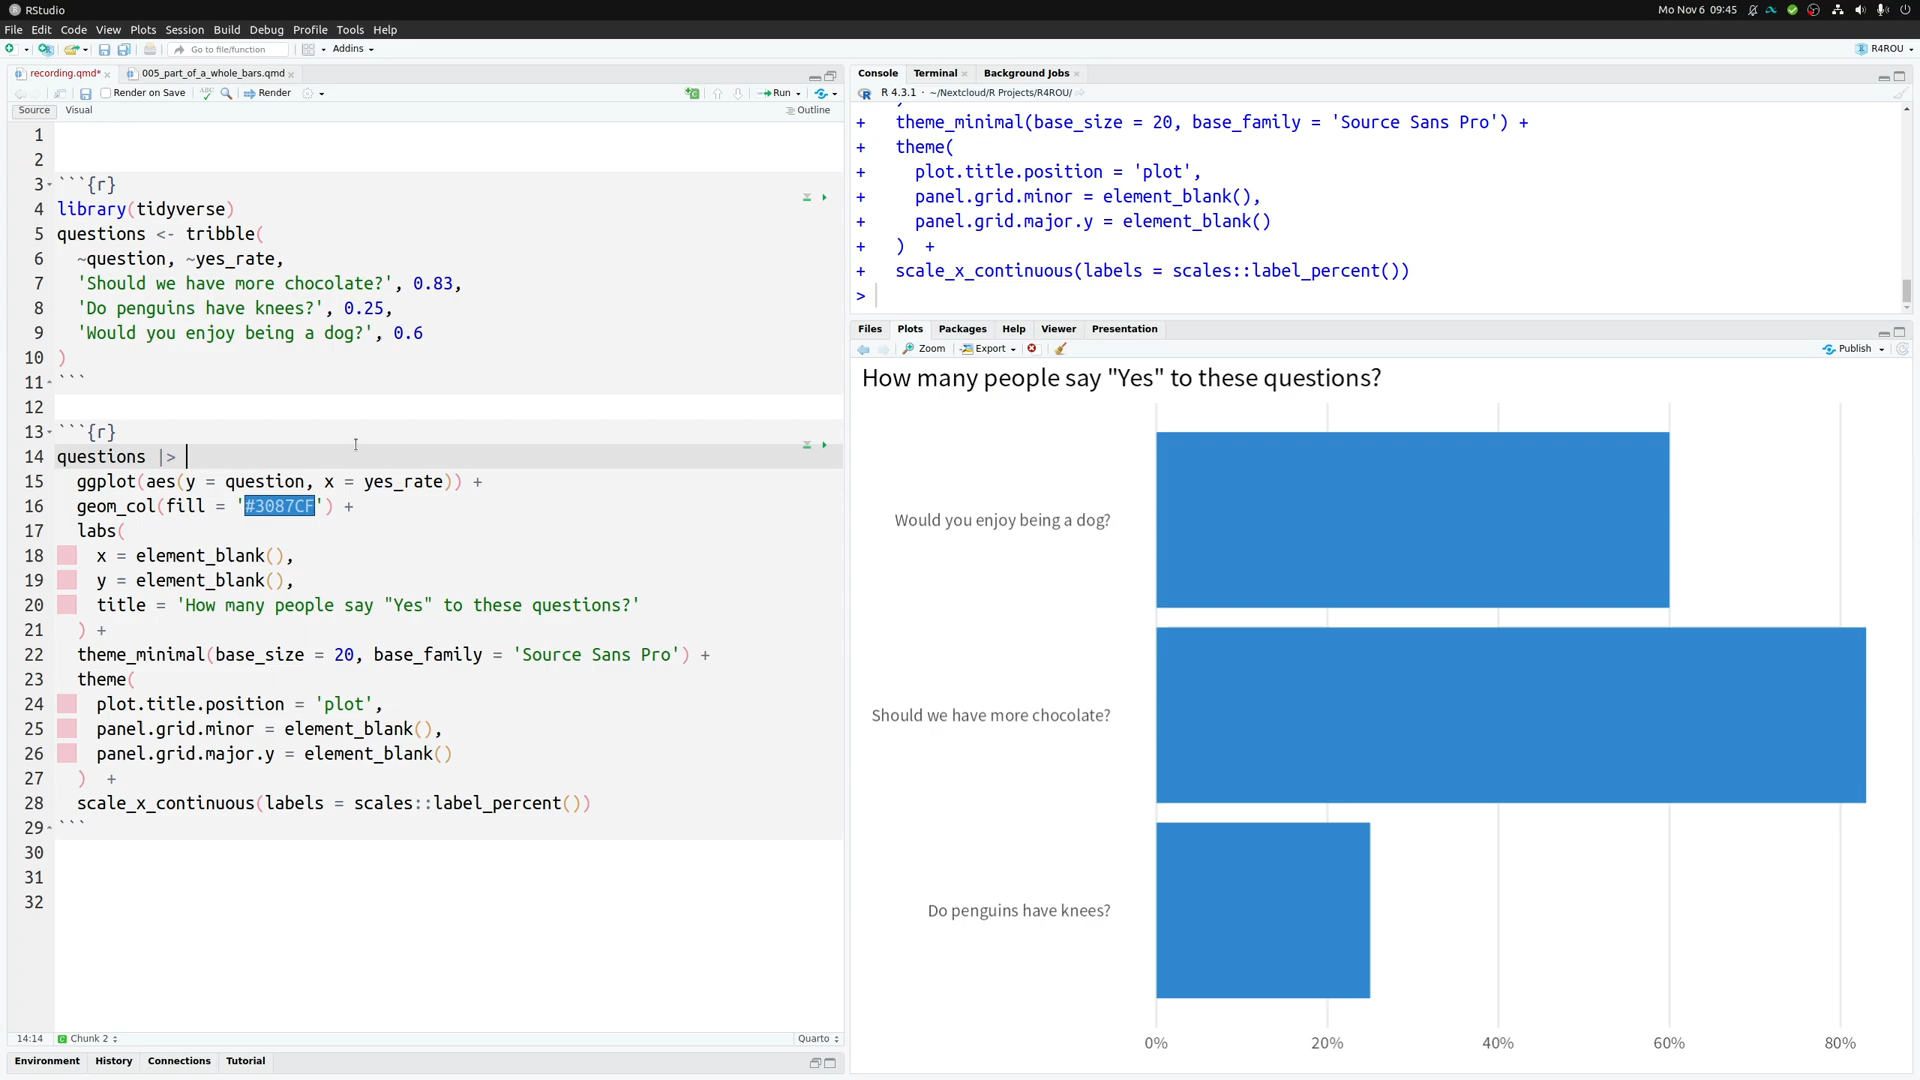 RStudio
Mo Nov 6 09:45
File Edit Code View Plots Session Build Debug Profile Tools Help
Go to file/function
Addins
R4ROU
recording.qmd*
005_part_of_a_whole_bars.qmd
Render on Save
ABC
Render
Run
Source
Visual
Outline
1
2
3 ```{r}
4 library(tidyverse)
5 questions <- tribble(
6 ~question, ~yes_rate,
7 'Should we have more chocolate?', 0.83,
8 'Do penguins have knees?', 0.25,
9 'Would you enjoy being a dog?', 0.6
10 )
11 ```
12
13 ```{r}
14 questions |>
15 ggplot(aes(y = question, x = yes_rate)) +
16 geom_col(fill = '#3087CF') +
17 labs(
18 x = element_blank(),
19 y = element_blank(),
20 title = 'How many people say "Yes" to these questions?'
21 ) +
22 theme_minimal(base_size = 20, base_family = 'Source Sans Pro') +
23 theme(
24 plot.title.position = 'plot',
25 panel.grid.minor = element_blank(),
26 panel.grid.major.y = element_blank()
27 ) +
28 scale_x_continuous(labels = scales::label_percent())
29 ```
30
31
32
14:14
Chunk 2
Quarto
Environment History Connections Tutorial
Console Terminal Background Jobs
R 4.3.1 · ~/Nextcloud/R Projects/R4ROU/
+ theme_minimal(base_size = 20, base_family = 'Source Sans Pro') +
+ theme(
+ plot.title.position = 'plot',
+ panel.grid.minor = element_blank(),
+ panel.grid.major.y = element_blank()
+ ) +
+ scale_x_continuous(labels = scales::label_percent())
>
Files Plots Packages Help Viewer Presentation
Zoom
Export
Publish
How many people say "Yes" to these questions?
Would you enjoy being a dog?
Should we have more chocolate?
Do penguins have knees?
0% 20% 40% 60% 80%